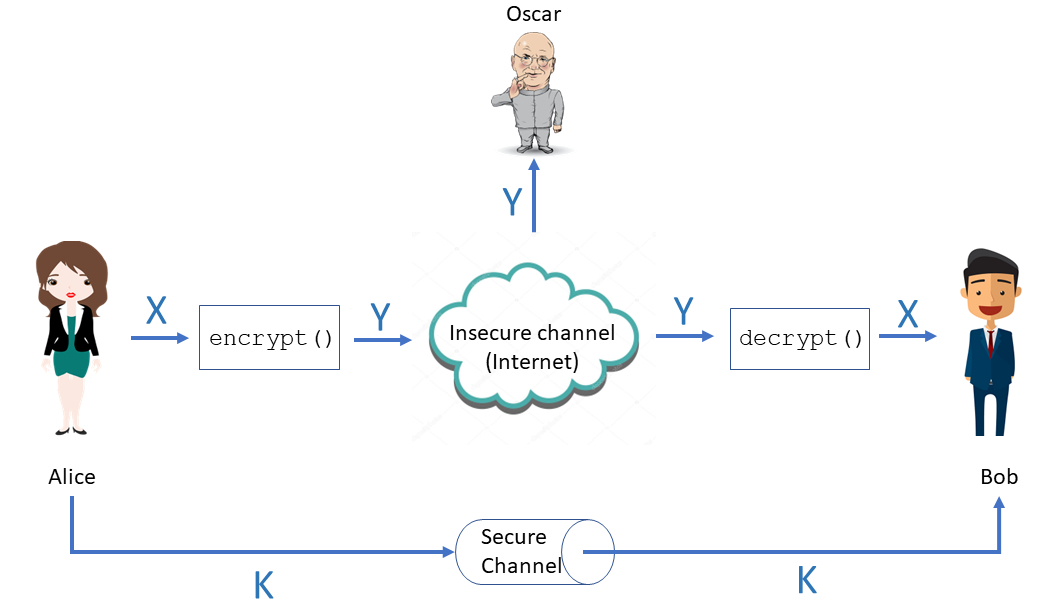 Oscar
Y
X
encrypt()
Y
Insecure channel
(Internet)
Y
decrypt()
X
Alice
Bob
Secure
Channel
K
K